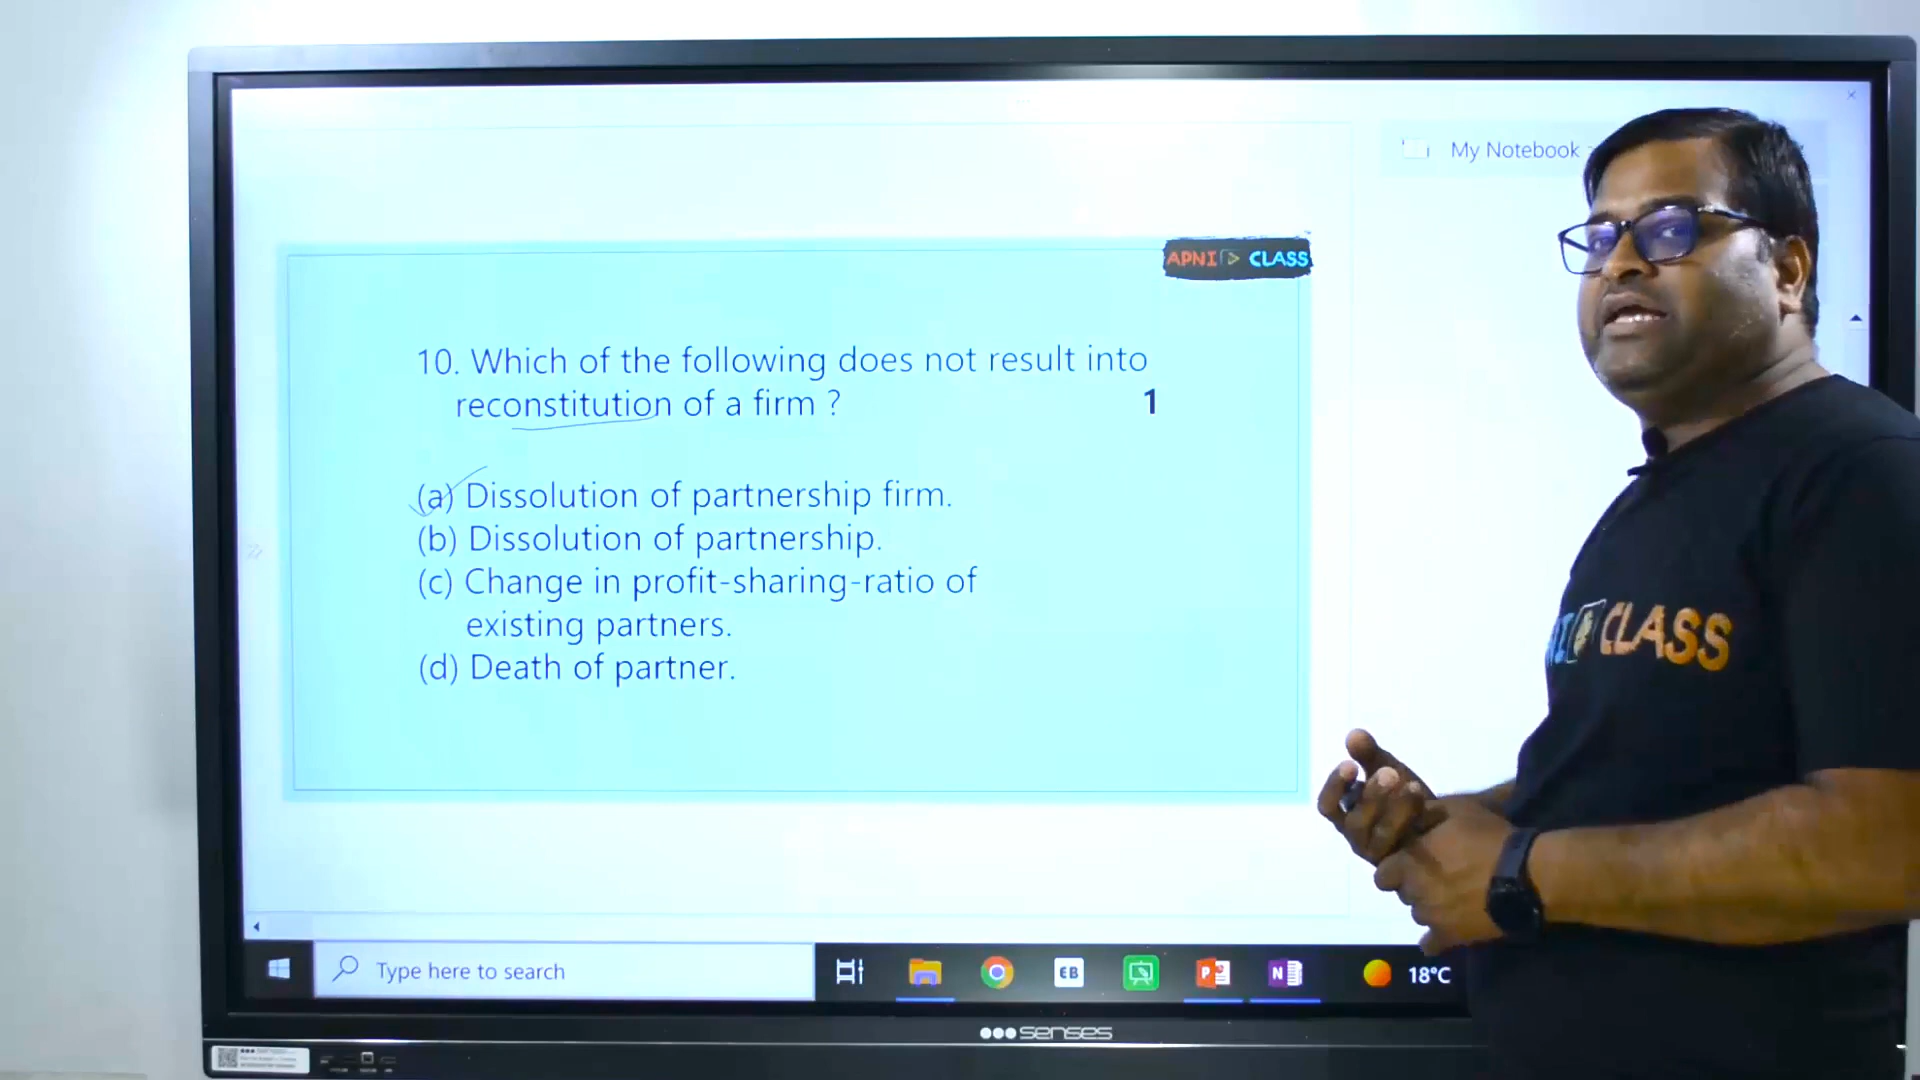 My Notebook
APNI CLASS
10. Which of the following does not result into
reconstitution of a firm ? 1
(a) Dissolution of partnership firm.
(b) Dissolution of partnership.
(c) Change in profit-sharing-ratio of
existing partners.
(d) Death of partner.
CLASS
Type here to search
EB
18°C
senses